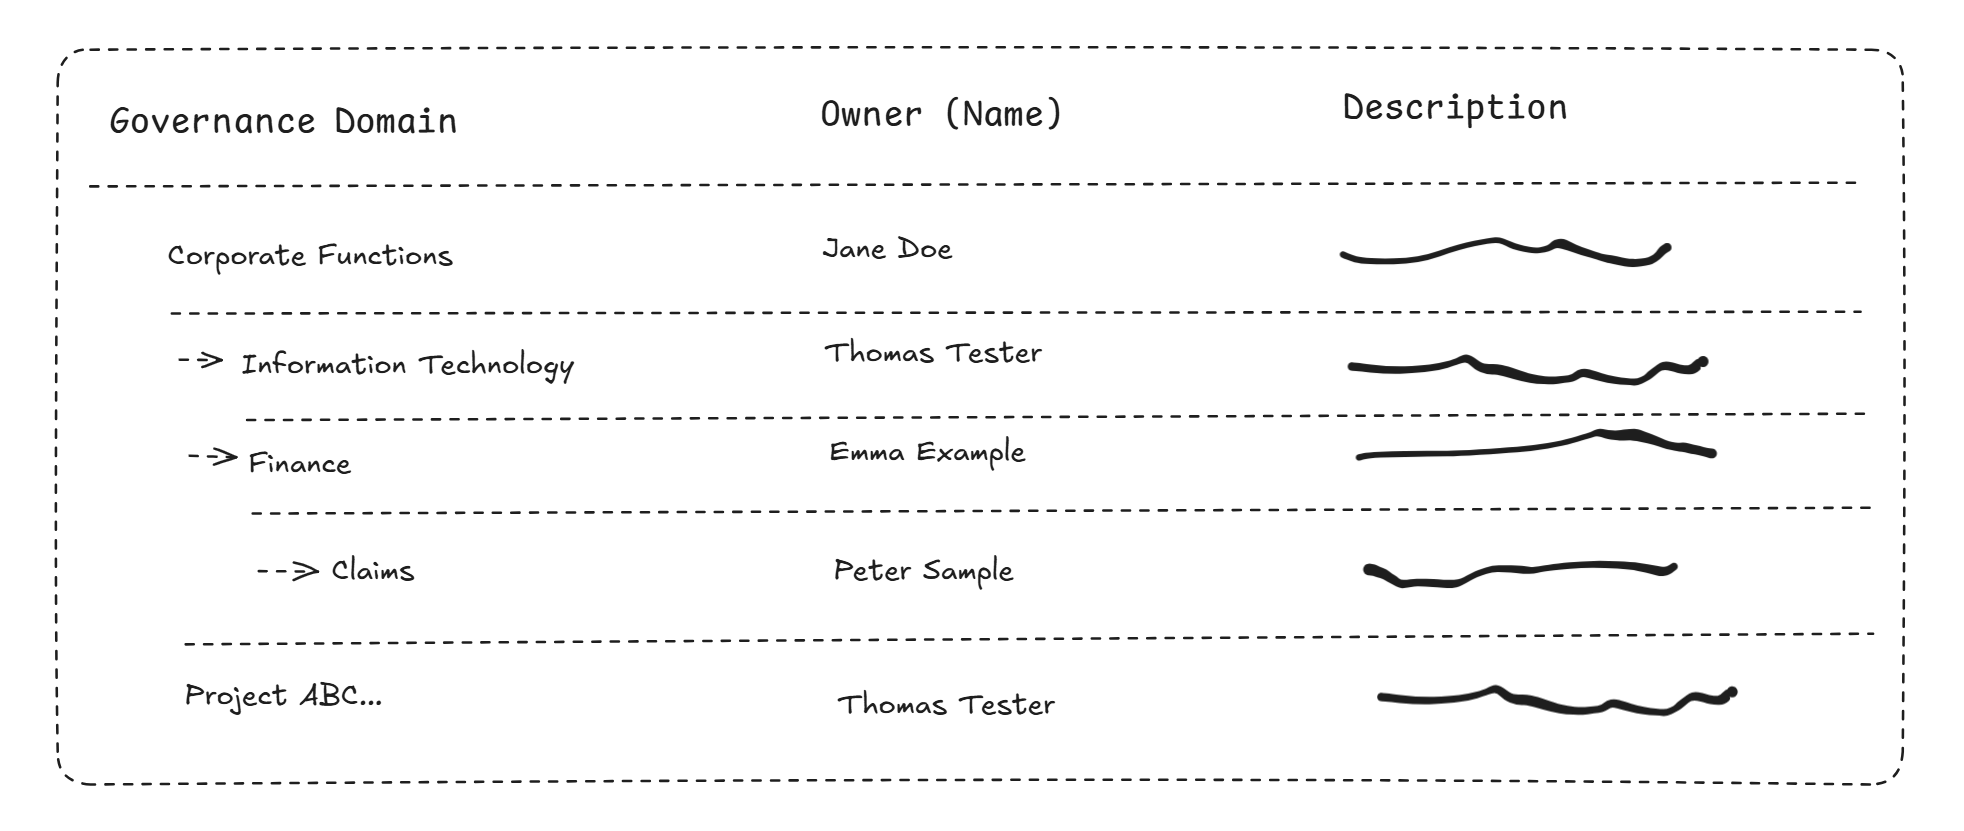 Governance Domain Owner (Name) Description
Corporate Functions Jane Doe
Information Technology Thomas Tester
Finance Emma Example
Claims Peter Sample
Project ABC... Thomas Tester